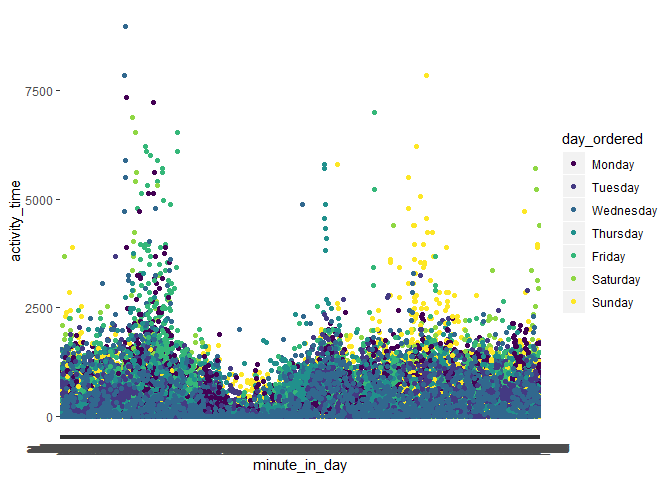 7500
5000
2500
0
activity_time
minute_in_day
day_ordered
Monday
Tuesday
Wednesday
Thursday
Friday
Saturday
Sunday